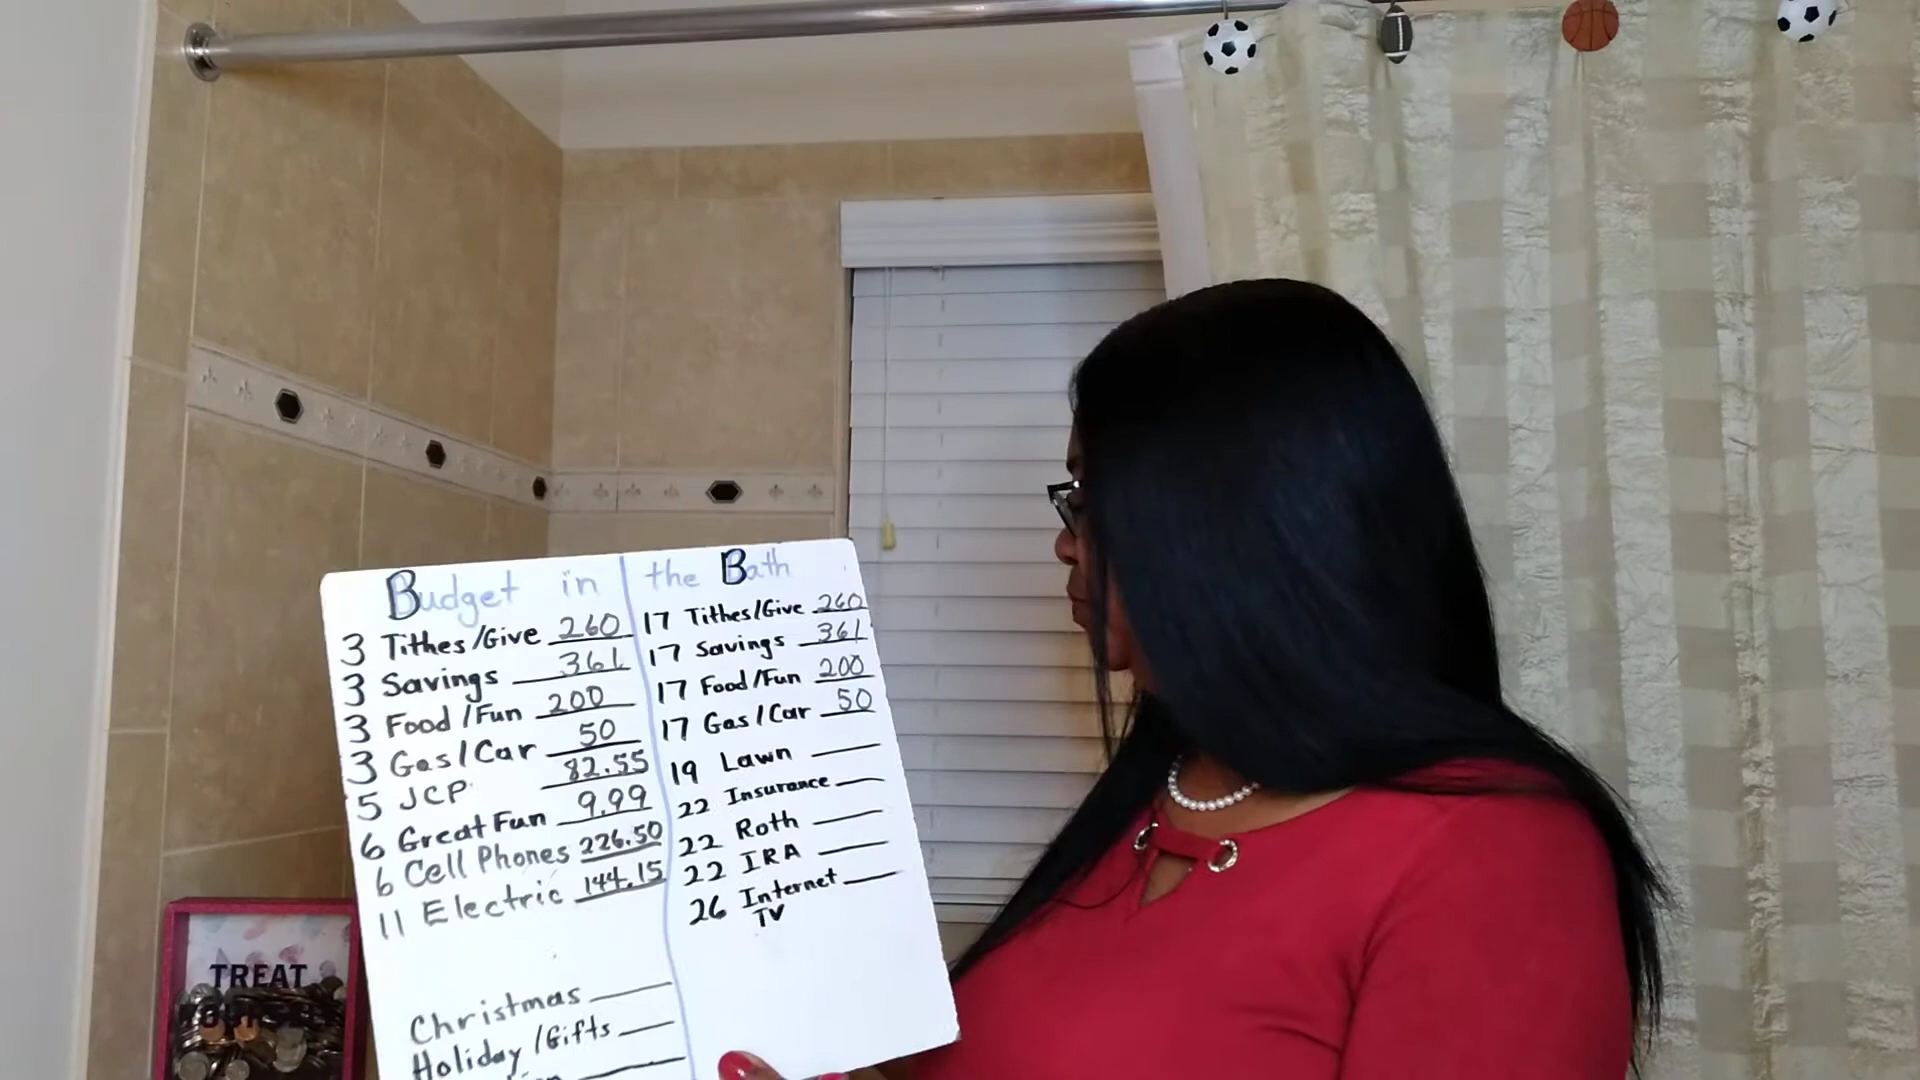 Budget in the Bath
3 Tithes/Give 260
3 Savings 361
3 Food/Fun 200
3 Gas/Car 50
5 JCP 82.55
6 Great Fun 9.99
6 Cell Phones 226.50
11 Electric 144.15
Christmas
Holiday/Gifts
17 Tithes/Give 260
17 Savings 361
17 Food/Fun 200
17 Gas/Car 50
19 Lawn
22 Insurance
22 Roth
22 IRA
26 Internet
TV
TREAT